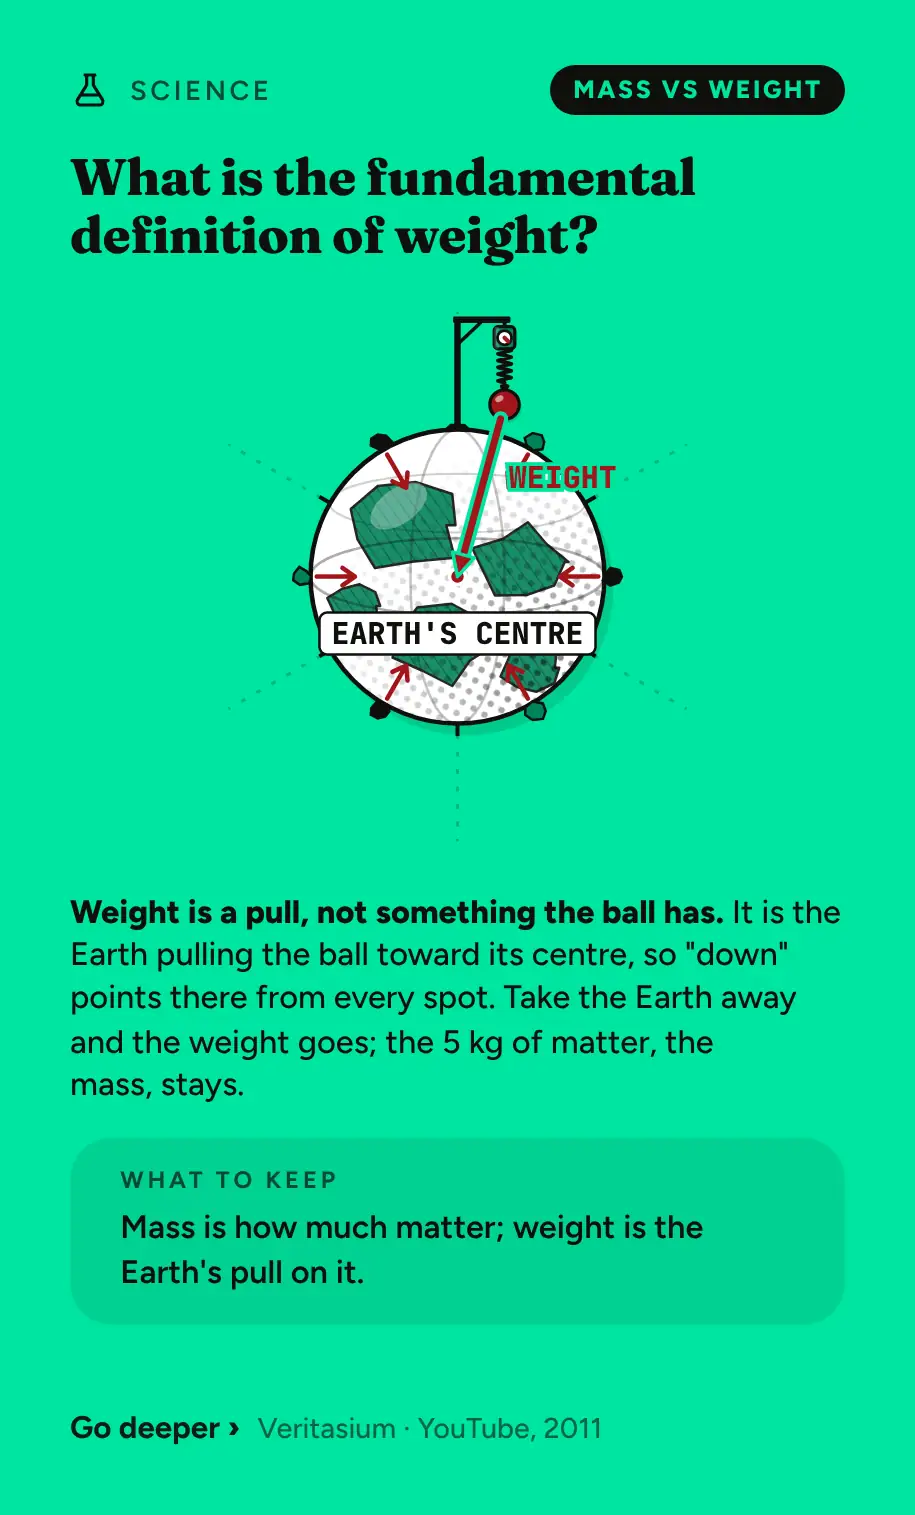 SCIENCE
MASS VS WEIGHT
What is the fundamental
definition of weight?
WEIGHT
EARTH'S CENTRE
Weight is a pull, not something the ball has. It is the
Earth pulling the ball toward its centre, so "down"
points there from every spot. Take the Earth away
and the weight goes; the 5 kg of matter, the
mass, stays.
WHAT TO KEEP
Mass is how much matter; weight is the
Earth's pull on it.
Go deeper › Veritasium · YouTube, 2011